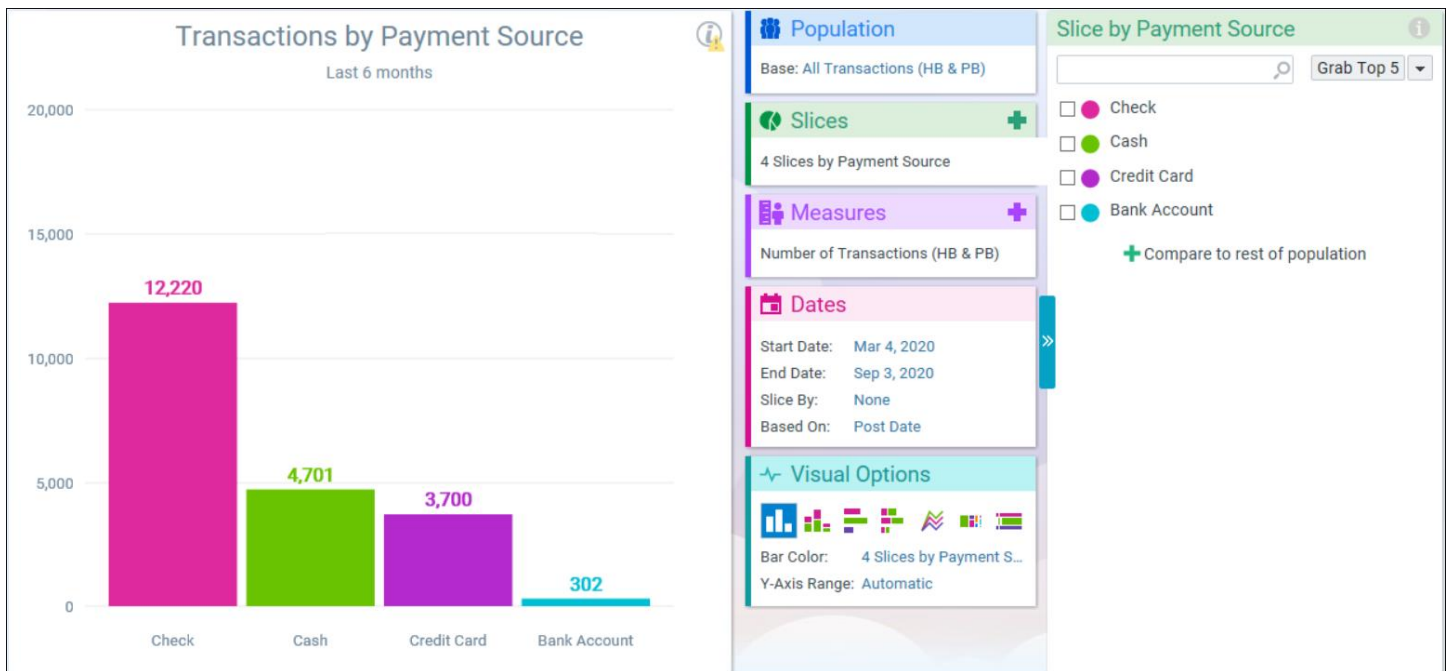 Transactions by Payment Source
Last 6 months
20,000
15,000
10,000
5,000
0
12,220
4,701
3,700
302
Check
Cash
Credit Card
Bank Account
Population
Base: All Transactions (HB & PB)
Slices
4 Slices by Payment Source
Measures
Number of Transactions (HB & PB)
Dates
Start Date: Mar 4, 2020
End Date: Sep 3, 2020
Slice By: None
Based On: Post Date
Visual Options
Bar Color: 4 Slices by Payment S...
Y-Axis Range: Automatic
Slice by Payment Source
Grab Top 5
Check
Cash
Credit Card
Bank Account
Compare to rest of population